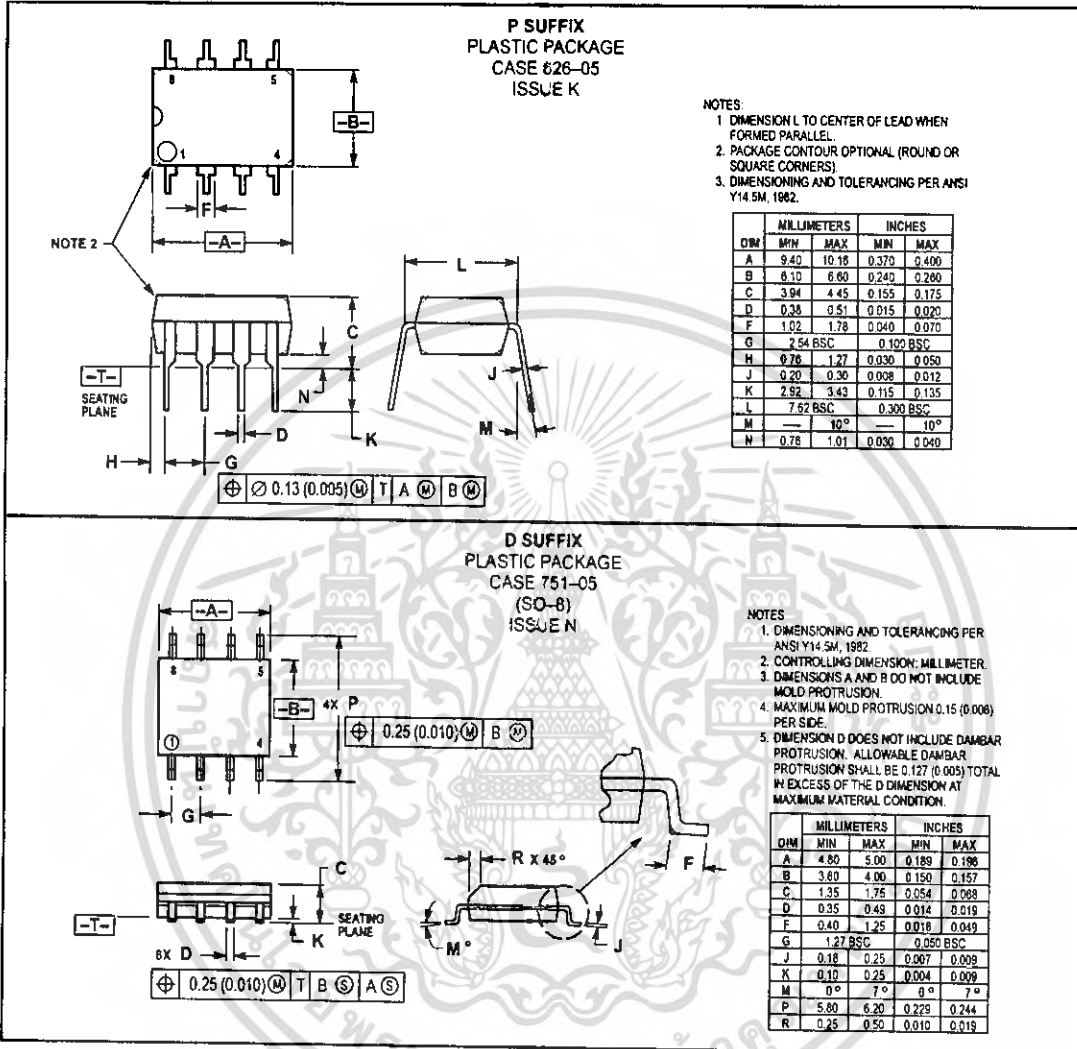 P SUFFIX
PLASTIC PACKAGE
CASE 626–05
ISSUE K
8 5
1 4
–B–
F
–A–
NOTE 2
L
C
–T–
SEATING
PLANE
N
J
M
K
D
H
G
⌖ ∅ 0.13 (0.005) Ⓜ T A Ⓜ B Ⓜ
NOTES:
1 DIMENSION L TO CENTER OF LEAD WHEN
FORMED PARALLEL.
2. PACKAGE CONTOUR OPTIONAL (ROUND OR
SQUARE CORNERS).
3. DIMENSIONING AND TOLERANCING PER ANSI
Y14.5M, 1982.
MILLIMETERS INCHES
DIM MIN MAX MIN MAX
A 9.40 10.16 0.370 0.400
B 6.10 6.60 0.240 0.260
C 3.94 4.45 0.155 0.175
D 0.38 0.51 0.015 0.020
F 1.02 1.78 0.040 0.070
G 2.54 BSC 0.100 BSC
H 0.76 1.27 0.030 0.050
J 0.20 0.30 0.008 0.012
K 2.92 3.43 0.115 0.135
L 7.62 BSC 0.300 BSC
M — 10° — 10°
N 0.76 1.01 0.030 0.040
D SUFFIX
PLASTIC PACKAGE
CASE 751–05
(SO–8)
ISSUE N
–A–
8 5
1 4
–B–
4X P
⌖ 0.25 (0.010) Ⓜ B Ⓜ
G
C
–T–
K
SEATING
PLANE
8X D
⌖ 0.25 (0.010) Ⓜ T B Ⓢ A Ⓢ
R X 45°
M°
J
F
NOTES
1. DIMENSIONING AND TOLERANCING PER
ANSI Y14.5M, 1982.
2. CONTROLLING DIMENSION: MILLIMETER.
3. DIMENSIONS A AND B DO NOT INCLUDE
MOLD PROTRUSION.
4. MAXIMUM MOLD PROTRUSION 0.15 (0.006)
PER SIDE.
5. DIMENSION D DOES NOT INCLUDE DAMBAR
PROTRUSION. ALLOWABLE DAMBAR
PROTRUSION SHALL BE 0.127 (0.005) TOTAL
IN EXCESS OF THE D DIMENSION AT
MAXIMUM MATERIAL CONDITION.
MILLIMETERS INCHES
DIM MIN MAX MIN MAX
A 4.80 5.00 0.189 0.196
B 3.80 4.00 0.150 0.157
C 1.35 1.75 0.054 0.068
D 0.35 0.49 0.014 0.019
F 0.40 1.25 0.016 0.049
G 1.27 BSC 0.050 BSC
J 0.18 0.25 0.007 0.009
K 0.10 0.25 0.004 0.009
M 0° 7° 0° 7°
P 5.80 6.20 0.229 0.244
R 0.25 0.50 0.010 0.019